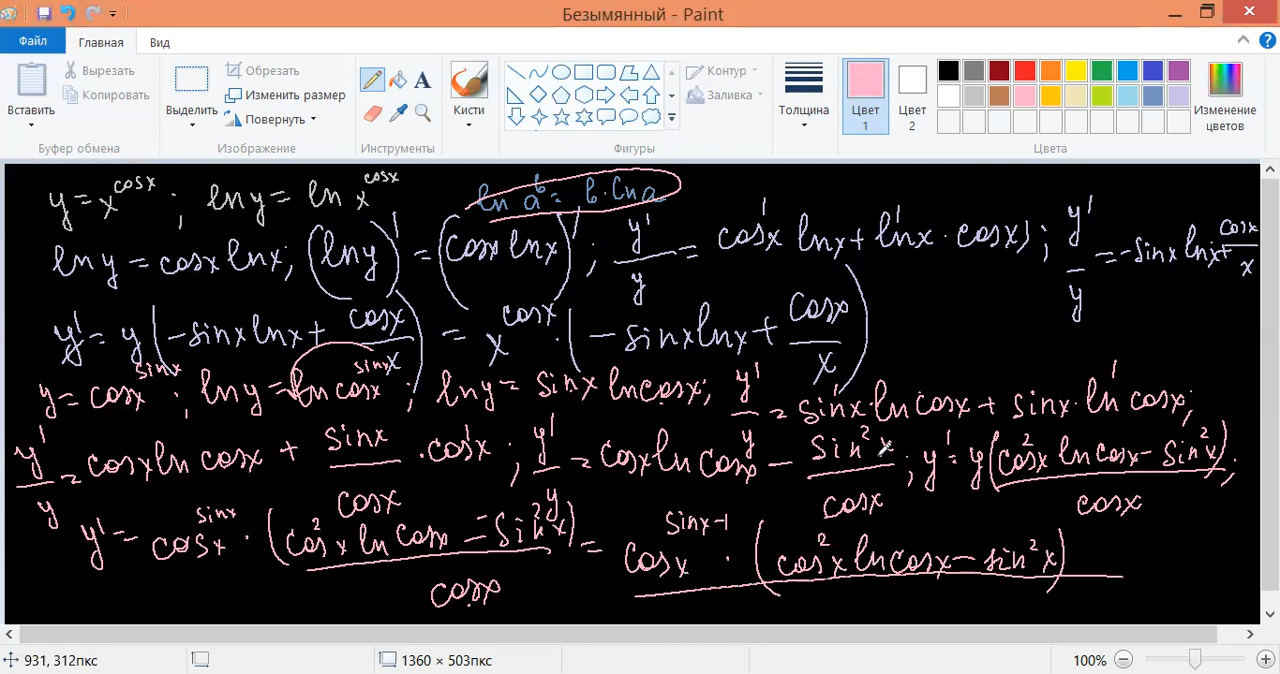 Безымянный - Paint
Файл Главная Вид
Вставить
Вырезать
Копировать
Буфер обмена
Выделить
Обрезать
Изменить размер
Повернуть
Изображение
A
Инструменты
Кисти
Контур
Заливка
Фигуры
Толщина
Цвет 1
Цвет 2
Изменение цветов
Цвета
y = x^cosx ; ln y = ln x^cosx ln a^b = b·ln a
ln y = cosx lnx; (ln y)' = (cosx lnx)' ; y'/y = cos'x lnx + ln'x · cosx) ; y'/y = -sinx lnx + cosx/x
y' = y(-sinx lnx + cosx/x) = x^cosx · (-sinx lnx + cosx/x)
y = cosx^sinx ; ln y = ln cosx^sinx ; ln y = sinx ln cosx; y'/y = sin'x · ln cosx + sinx · ln'cosx;
y'/y = cosx ln cosx + sinx/cosx · cos'x ; y'/y = cosx ln cosx - sin²x/cosx ; y' = y(cos²x ln cosx - sin²x)/cosx ;
y' = cosx^sinx · (cos²x ln cosx - sin²x)/cosx = cosx^sinx-1 · (cos²x ln cosx - sin²x)
931, 312пкс 1360 × 503пкс 100%